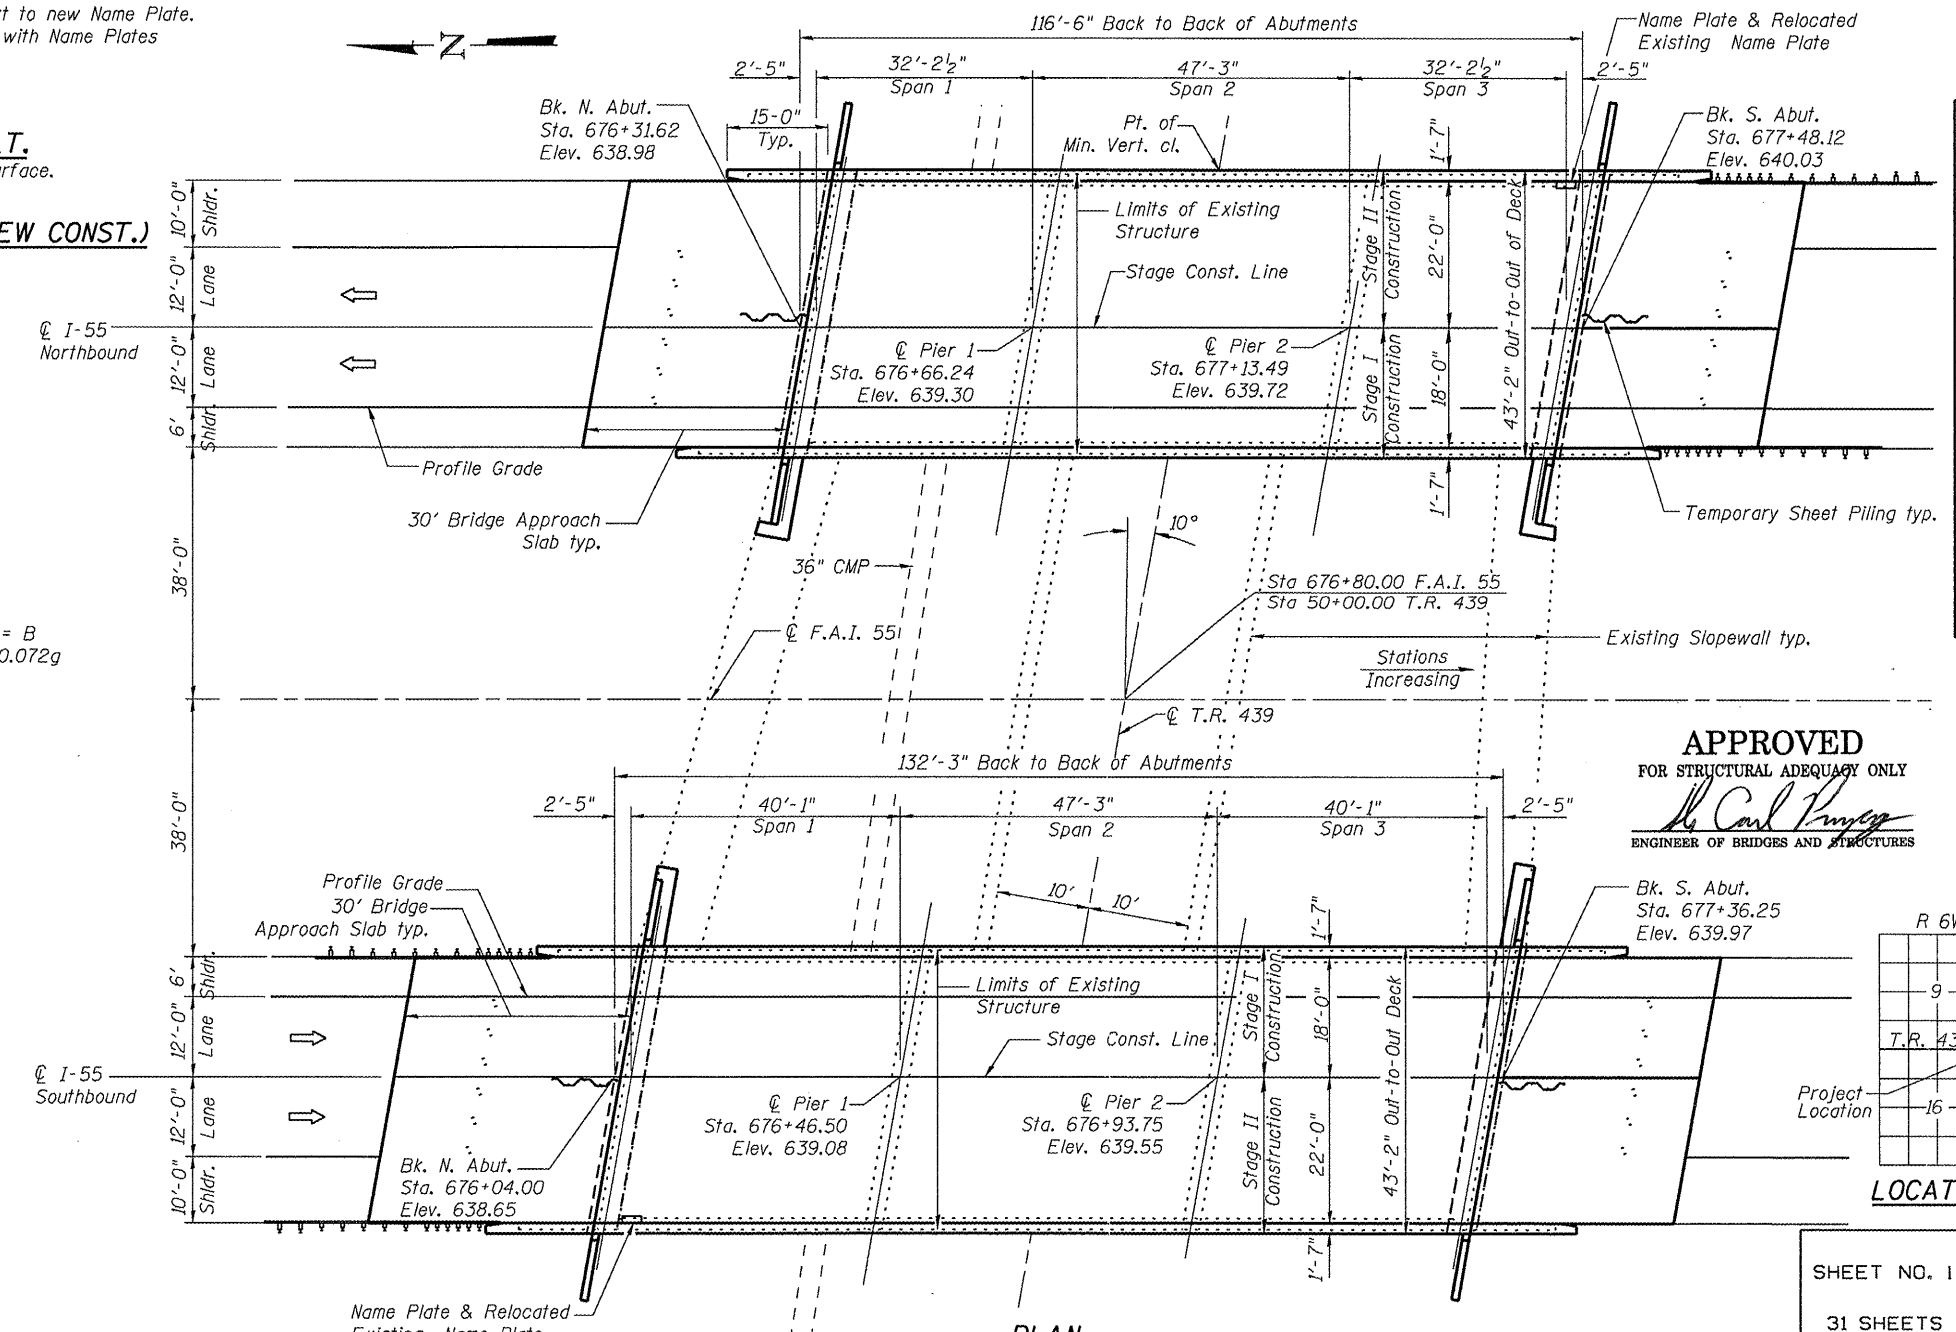 t to new Name Plate.
with Name Plates
N
T.
rface.
EW CONST.)
= B
0.072g
116'-6" Back to Back of Abutments
Name Plate & Relocated
Existing Name Plate
2'-5"
32'-2½"
Span 1
47'-3"
Span 2
32'-2½"
Span 3
2'-5"
Bk. N. Abut.
Sta. 676+31.62
Elev. 638.98
15-0"
Typ.
Pt. of
Min. Vert. cl.
1'-7"
Bk. S. Abut.
Sta. 677+48.12
Elev. 640.03
10'-0"
Shldr.
12'-0"
Lane
12'-0"
Lane
6'
Shldr.
Limits of Existing
Structure
Stage Const. Line
Stage II
Construction
22'-0"
43'-2" Out-to-Out of Deck
℄ I-55
Northbound
℄ Pier 1
Sta. 676+66.24
Elev. 639.30
℄ Pier 2
Sta. 677+13.49
Elev. 639.72
Stage I
Construction
18'-0"
Profile Grade
30' Bridge Approach
Slab typ.
1'-7"
Temporary Sheet Piling typ.
38'-0"
10°
36" CMP
Sta 676+80.00 F.A.I. 55
Sta 50+00.00 T.R. 439
℄ F.A.I. 55
Existing Slopewall typ.
Stations
Increasing
℄ T.R. 439
38'-0"
132'-3" Back to Back of Abutments
2'-5"
40'-1"
Span 1
47'-3"
Span 2
40'-1"
Span 3
2'-5"
APPROVED
FOR STRUCTURAL ADEQUACY ONLY
ENGINEER OF BRIDGES AND STRUCTURES
Profile Grade
30' Bridge
Approach Slab typ.
10'
10'
1'-7"
Bk. S. Abut.
Sta. 677+36.25
Elev. 639.97
6'
Shldr.
12'-0"
Lane
12'-0"
Lane
10'-0"
Shldr.
Limits of Existing
Structure
Stage Const. Line
Stage I
Construction
18'-0"
43'-2" Out-to-Out Deck
℄ I-55
Southbound
℄ Pier 1
Sta. 676+46.50
Elev. 639.08
℄ Pier 2
Sta. 676+93.75
Elev. 639.55
Stage II
Construction
22'-0"
Bk. N. Abut.
Sta. 676+04.00
Elev. 638.65
1'-7"
Name Plate & Relocated
Existing Name Plate
PLAN
R 6W
9
T.R. 43
Project
Location
16
LOCAT
SHEET NO. 1
31 SHEETS